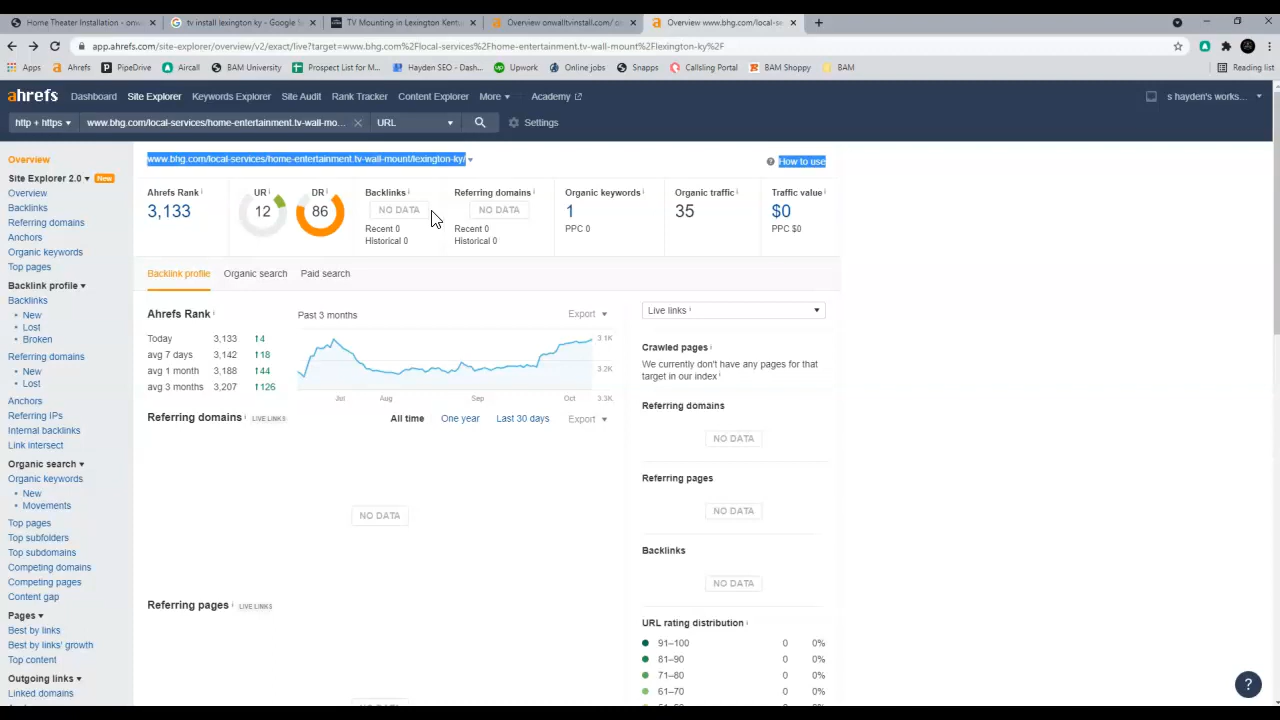 Home Theater Installation - onwa
tv install lexington ky - Google Se
TV Mounting in Lexington Kentuc
Overview onwalltvinstall.com/ on
Overview www.bhg.com/local-se
app.ahrefs.com/site-explorer/overview/v2/exact/live?target=www.bhg.com%2Flocal-services%2Fhome-entertainment.tv-wall-mount%2Flexington-ky%2F
Apps
Ahrefs
PipeDrive
Aircall
BAM University
Prospect List for M...
Hayden SEO - Dash...
Upwork
Online jobs
Snapps
Callsling Portal
BAM Shoppy
BAM
Reading list
ahrefs
Dashboard
Site Explorer
Keywords Explorer
Site Audit
Rank Tracker
Content Explorer
More
Academy
s hayden's works...
http + https
www.bhg.com/local-services/home-entertainment.tv-wall-mo...
URL
Settings
Overview
Site Explorer 2.0 New
Overview
Backlinks
Referring domains
Anchors
Organic keywords
Top pages
Backlink profile
Backlinks
New
Lost
Broken
Referring domains
New
Lost
Anchors
Referring IPs
Internal backlinks
Link intersect
Organic search
Organic keywords
New
Movements
Top pages
Top subfolders
Top subdomains
Competing domains
Competing pages
Content gap
Pages
Best by links
Best by links' growth
Top content
Outgoing links
Linked domains
www.bhg.com/local-services/home-entertainment.tv-wall-mount/lexington-ky/
How to use
Ahrefs Rank
3,133
UR
12
DR
86
Backlinks
NO DATA
Recent 0
Historical 0
Referring domains
NO DATA
Recent 0
Historical 0
Organic keywords
1
PPC 0
Organic traffic
35
Traffic value
$0
PPC $0
Backlink profile
Organic search
Paid search
Ahrefs Rank
Today 3,133 ↑4
avg 7 days 3,142 ↑18
avg 1 month 3,188 ↑44
avg 3 months 3,207 ↑126
Past 3 months
Export
3.1K
3.2K
3.3K
Jul Aug Sep Oct
Referring domains LIVE LINKS
All time One year Last 30 days Export
NO DATA
Referring pages LIVE LINKS
Live links
Crawled pages
We currently don't have any pages for that
target in our index
Referring domains
NO DATA
Referring pages
NO DATA
Backlinks
NO DATA
URL rating distribution
91–100 0 0%
81–90 0 0%
71–80 0 0%
61–70 0 0%